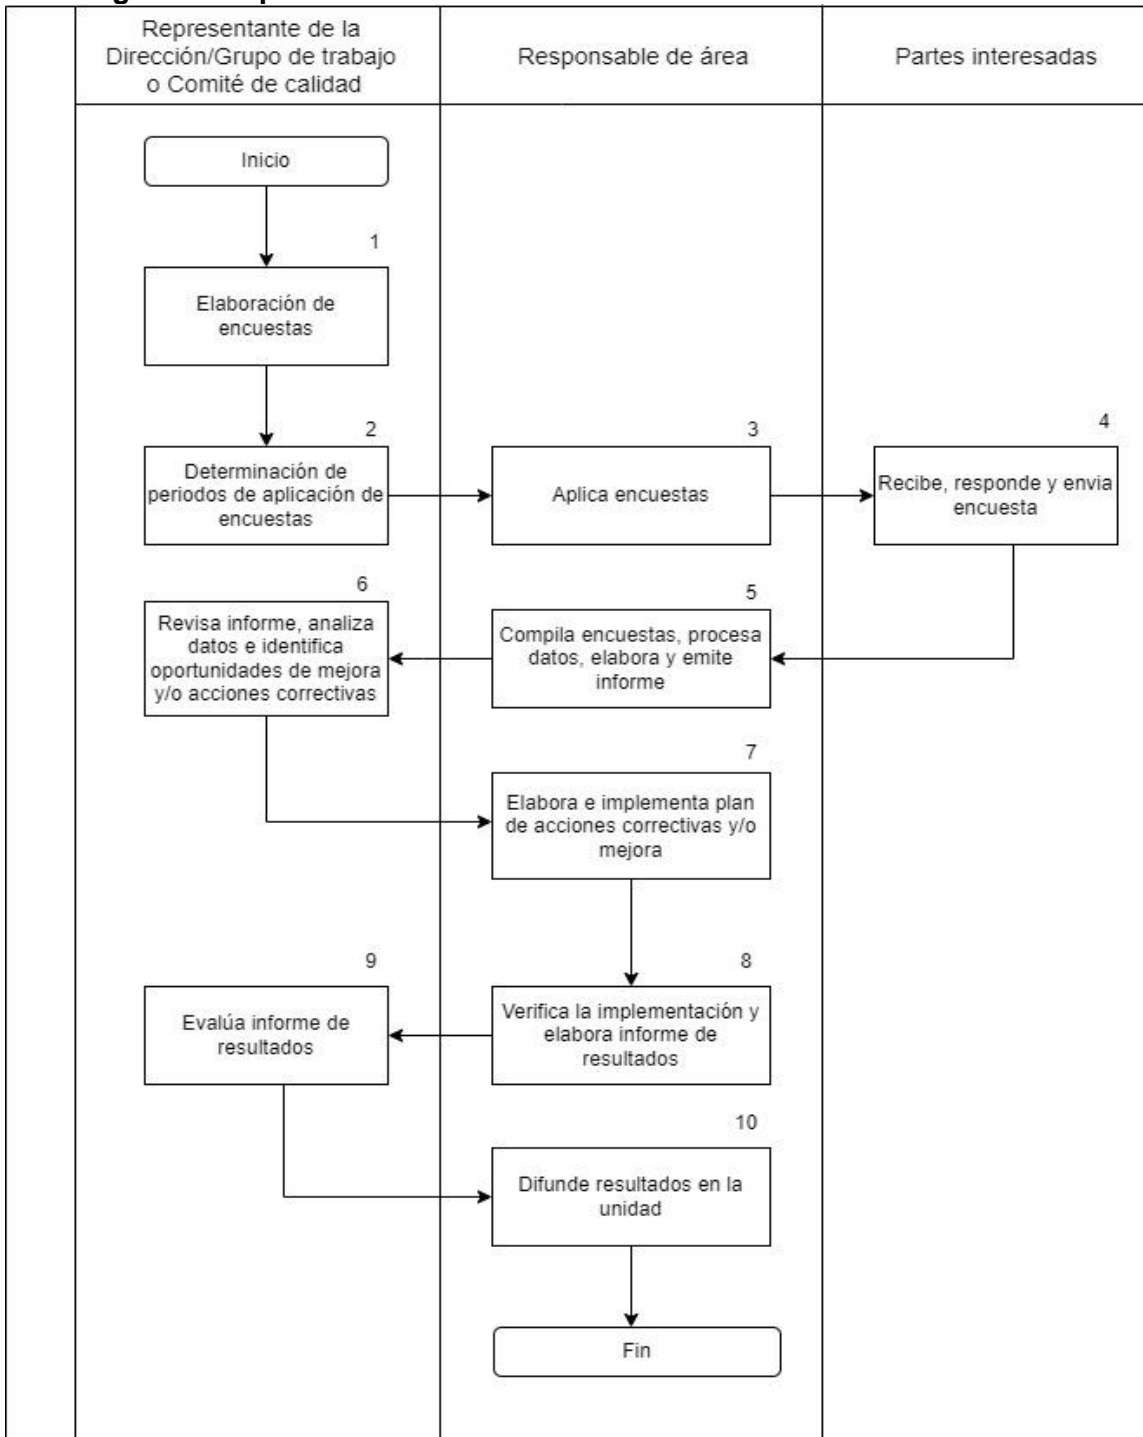 Representante de la
Dirección/Grupo de trabajo
o Comité de calidad
Responsable de área
Partes interesadas
Inicio
1
Elaboración de
encuestas
2
Determinación de
periodos de aplicación de
encuestas
3
Aplica encuestas
4
Recibe, responde y envia
encuesta
5
Compila encuestas, procesa
datos, elabora y emite
informe
6
Revisa informe, analiza
datos e identifica
oportunidades de mejora
y/o acciones correctivas
7
Elabora e implementa plan
de acciones correctivas y/o
mejora
8
Verifica la implementación y
elabora informe de
resultados
9
Evalúa informe de
resultados
10
Difunde resultados en la
unidad
Fin